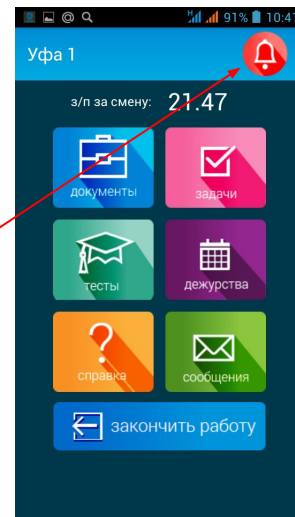 91% 10:47
Уфа 1
з/п за смену: 21.47
документы
задачи
тесты
дежурства
справка
сообщения
закончить работу